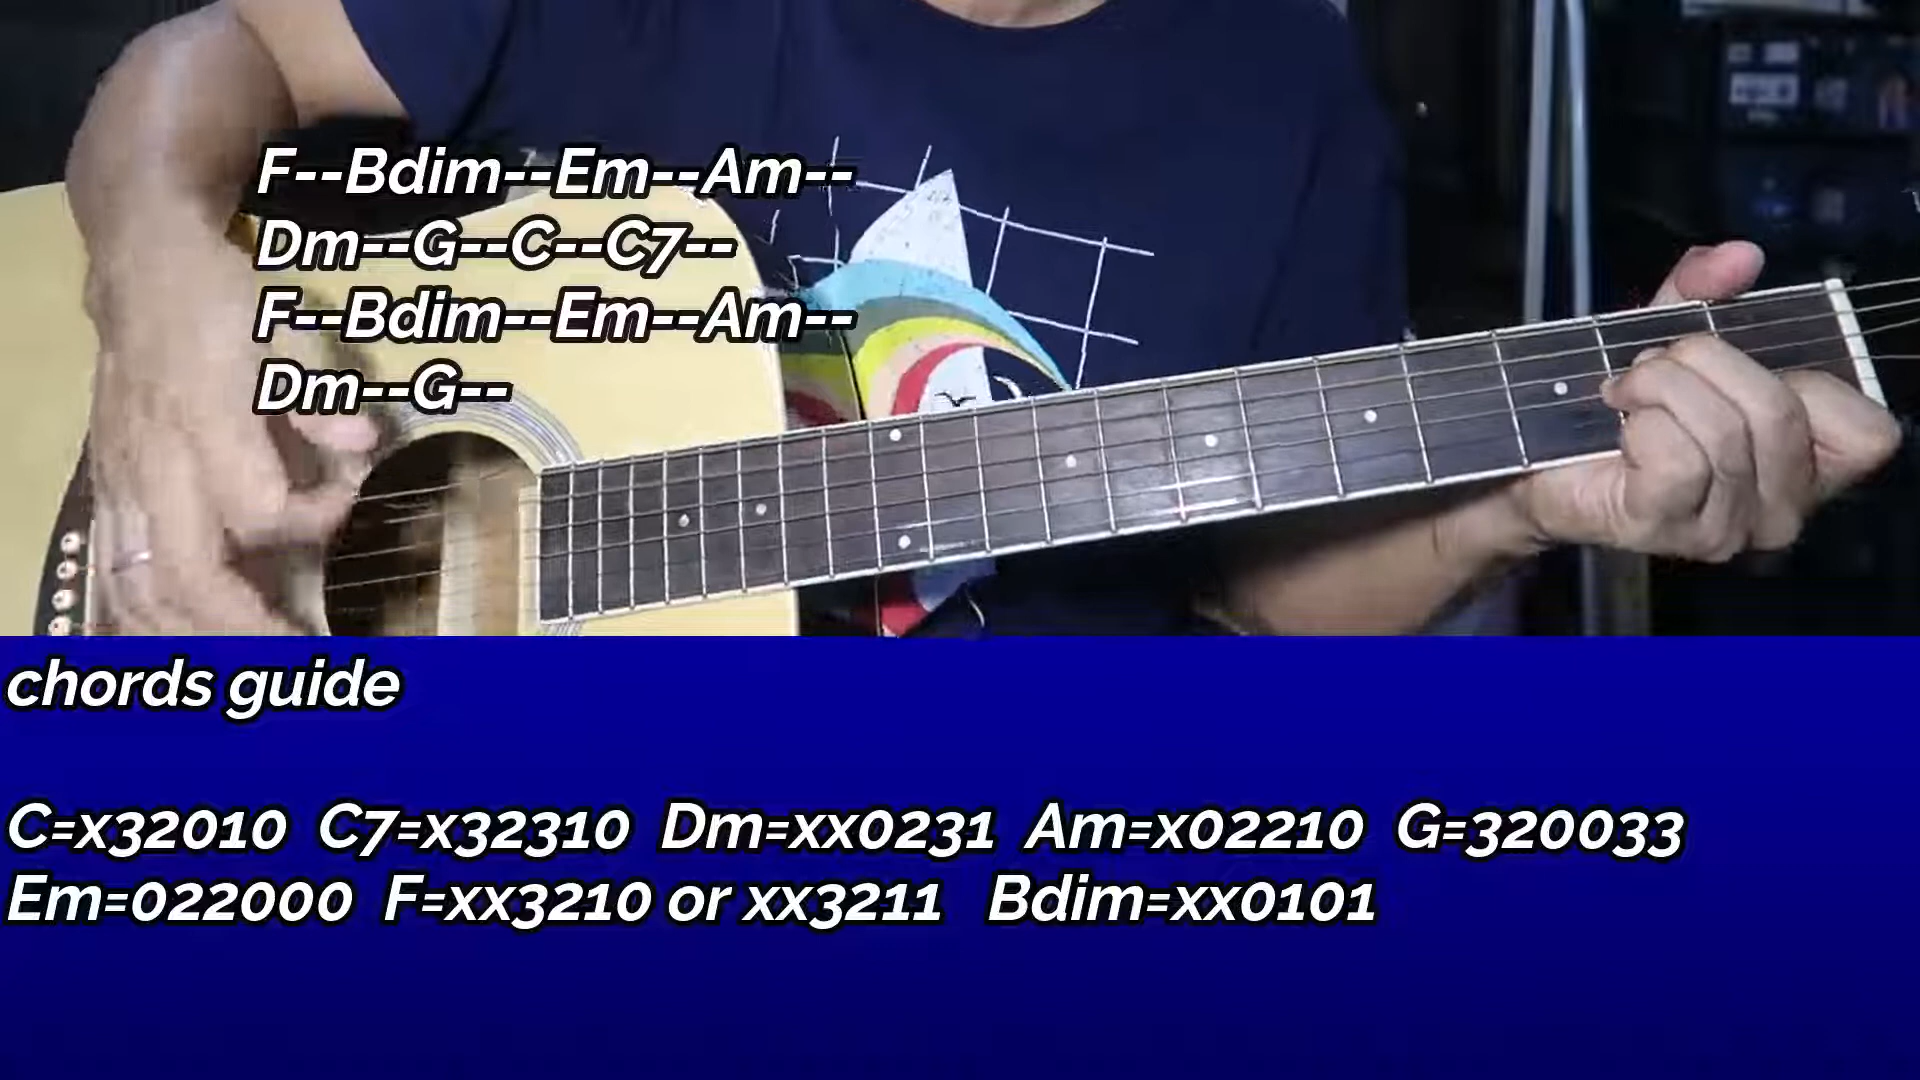 F--Bdim--Em--Am--
Dm--G--C--C7--
F--Bdim--Em--Am--
Dm--G--
chords guide
C=x32010 C7=x32310 Dm=xx0231 Am=x02210 G=320033
Em=022000 F=xx3210 or xx3211 Bdim=xx0101